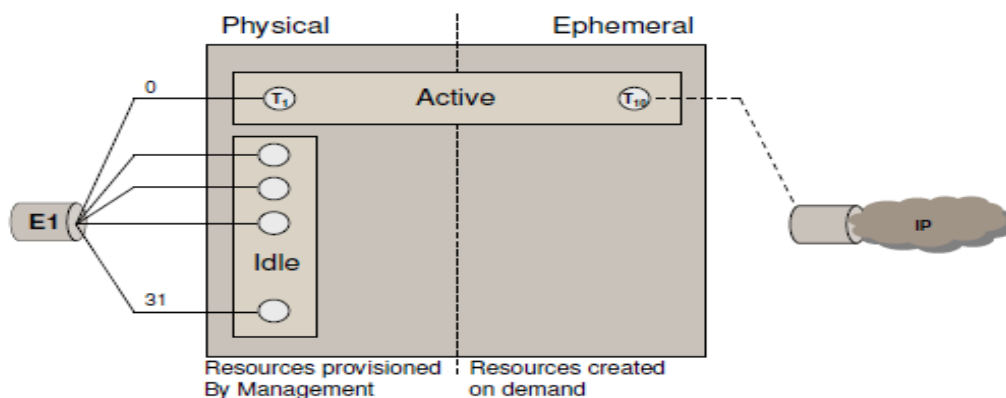 Physical
Ephemeral
0
T1
Active
T10
E1
IP
Idle
31
Resources provisioned
By Management
Resources created
on demand